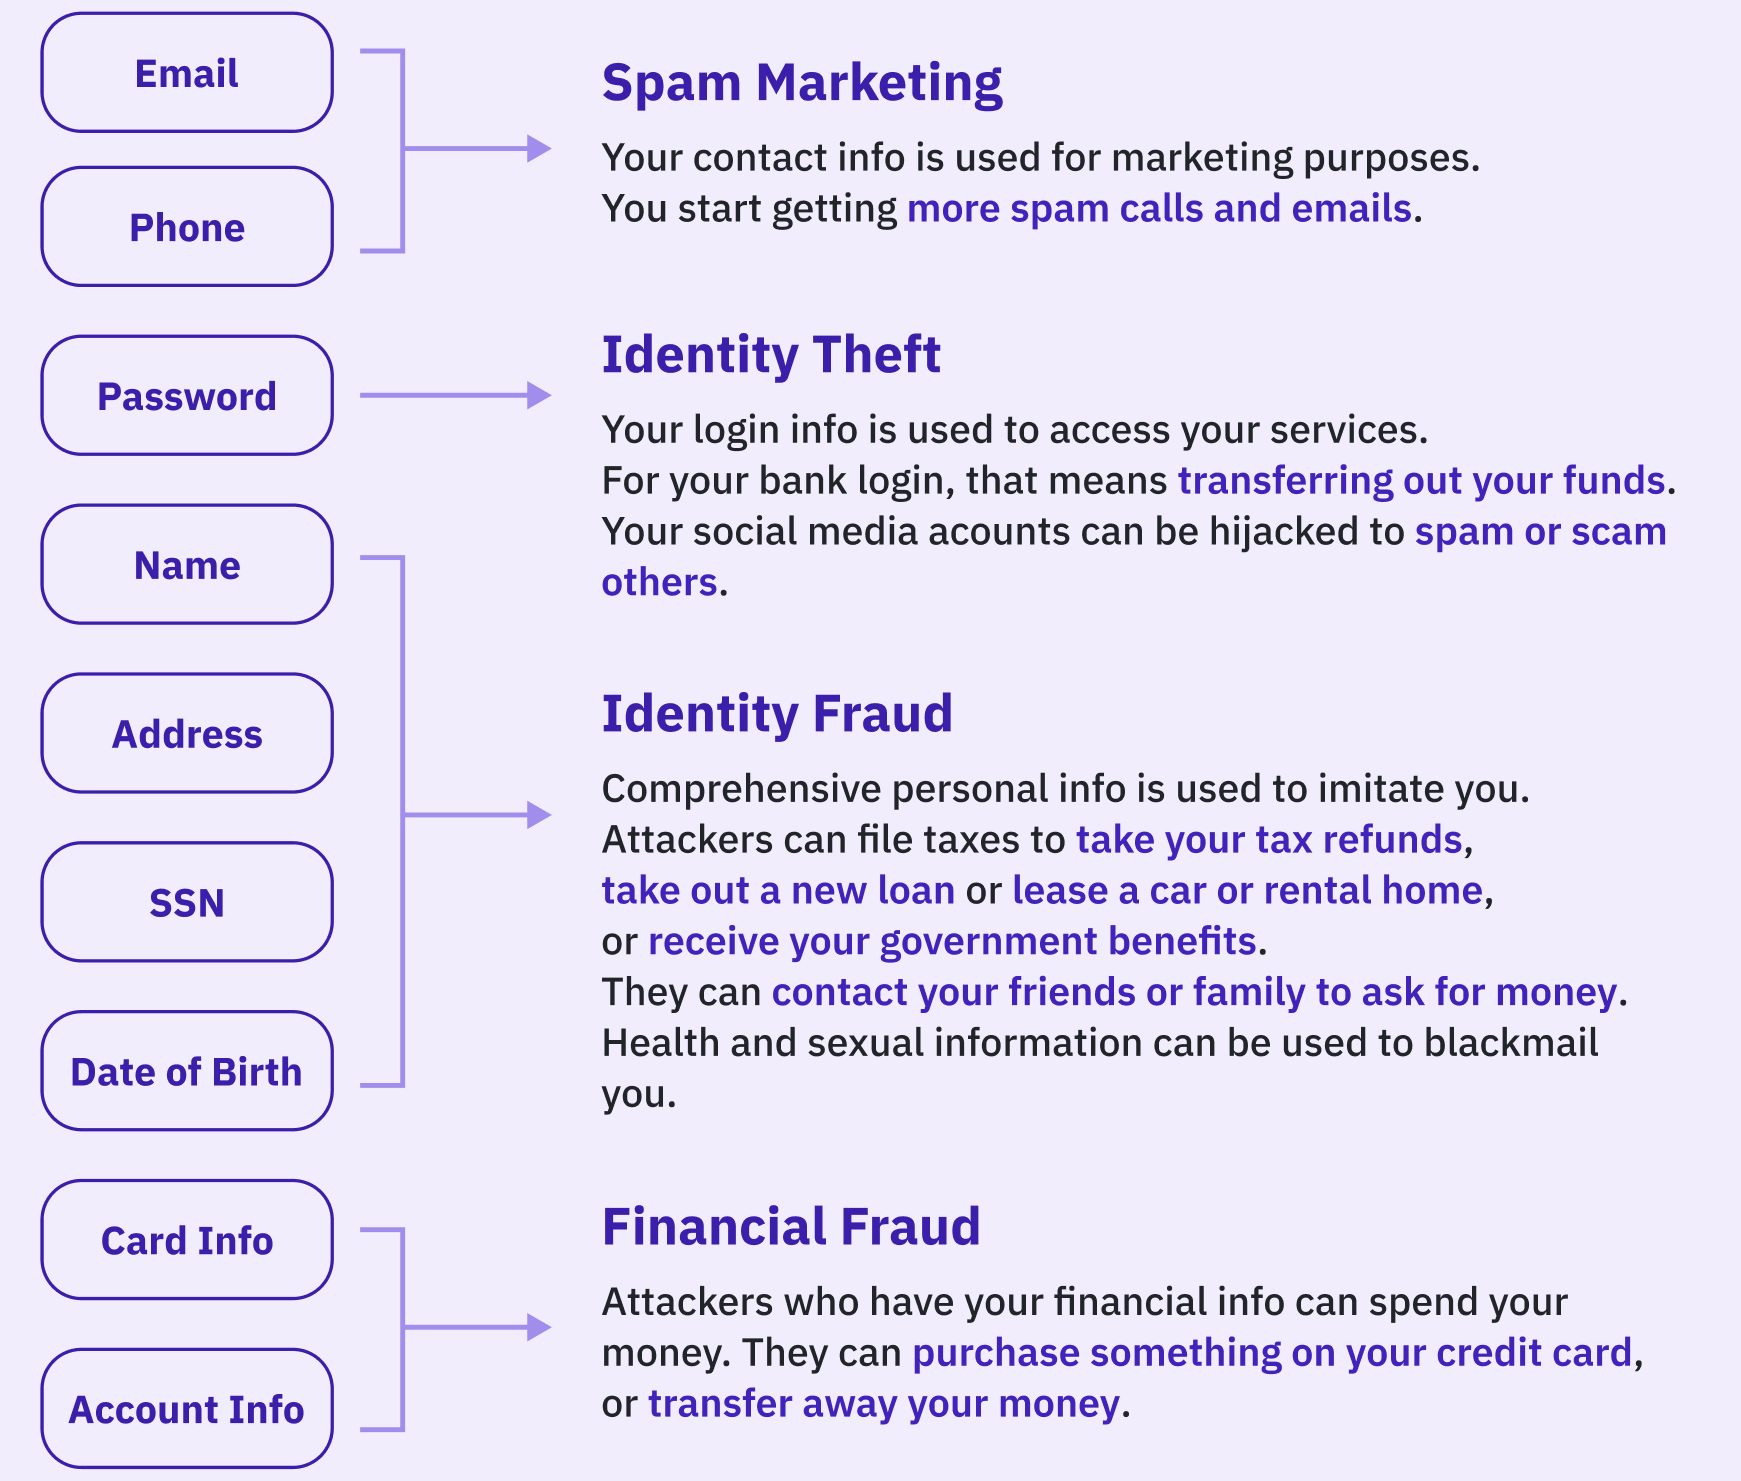 Email
Phone
Spam Marketing
Your contact info is used for marketing purposes.
You start getting more spam calls and emails.
Password
Identity Theft
Your login info is used to access your services.
For your bank login, that means transferring out your funds.
Your social media acounts can be hijacked to spam or scam
others.
Name
Address
SSN
Date of Birth
Identity Fraud
Comprehensive personal info is used to imitate you.
Attackers can file taxes to take your tax refunds,
take out a new loan or lease a car or rental home,
or receive your government benefits.
They can contact your friends or family to ask for money.
Health and sexual information can be used to blackmail
you.
Card Info
Account Info
Financial Fraud
Attackers who have your financial info can spend your
money. They can purchase something on your credit card,
or transfer away your money.